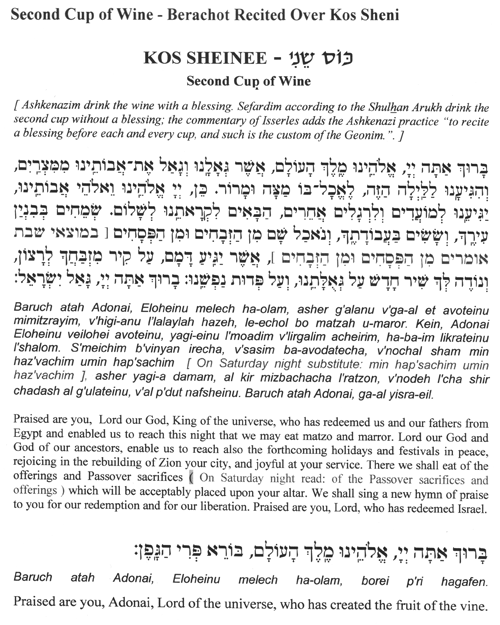 Second Cup of Wine - Berachot Recited Over Kos Sheni
KOS SHEINEE - כּוֹס שֵׁנִי
Second Cup of Wine
[ Ashkenazim drink the wine with a blessing. Sefardim according to the Shulhan Arukh drink the
second cup without a blessing; the commentary of Isserles adds the Ashkenazi practice "to recite
a blessing before each and every cup, and such is the custom of the Geonim.". ]
בָּרוּךְ אַתָּה יְיָ, אֱלֹהֵינוּ מֶלֶךְ הָעוֹלָם, אֲשֶׁר גְּאָלָנוּ וְגָאַל אֶת־אֲבוֹתֵינוּ מִמִּצְרַיִם,
וְהִגִּיעָנוּ לַלַּיְלָה הַזֶּה, לֶאֱכָל־בּוֹ מַצָּה וּמָרוֹר. כֵּן, יְיָ אֱלֹהֵינוּ וֵאלֹהֵי אֲבוֹתֵינוּ,
יַגִּיעֵנוּ לְמוֹעֲדִים וְלִרְגָלִים אֲחֵרִים, הַבָּאִים לִקְרָאתֵנוּ לְשָׁלוֹם. שְׂמֵחִים בְּבִנְיַן
עִירֶךָ, וְשָׂשִׂים בַּעֲבוֹדָתֶךָ, וְנֹאכַל שָׁם מִן הַזְּבָחִים וּמִן הַפְּסָחִים [ במוצאי שבת
אומרים מִן הַפְּסָחִים וּמִן הַזְּבָחִים ], אֲשֶׁר יַגִּיעַ דָּמָם, עַל קִיר מִזְבַּחֲךָ לְרָצוֹן,
וְנוֹדֶה לְּךָ שִׁיר חָדָשׁ עַל גְּאֻלָּתֵנוּ, וְעַל פְּדוּת נַפְשֵׁנוּ: בָּרוּךְ אַתָּה יְיָ, גָּאַל יִשְׂרָאֵל:
Baruch atah Adonai, Eloheinu melech ha-olam, asher g'alanu v'ga-al et avoteinu
mimitzrayim, v'higi-anu l'lalaylah hazeh, le-echol bo matzah u-maror. Kein, Adonai
Eloheinu veilohei avoteinu, yagi-einu l'moadim v'lirgalim acheirim, ha-ba-im likrateinu
l'shalom. S'meichim b'vinyan irecha, v'sasim ba-avodatecha, v'nochal sham min
haz'vachim umin hap'sachim [ On Saturday night substitute: min hap'sachim umin
haz'vachim ], asher yagi-a damam, al kir mizbachacha l'ratzon, v'nodeh l'cha shir
chadash al g'ulateinu, v'al p'dut nafsheinu. Baruch atah Adonai, ga-al yisra-eil.
Praised are you, Lord our God, King of the universe, who has redeemed us and our fathers from
Egypt and enabled us to reach this night that we may eat matzo and marror. Lord our God and
God of our ancestors, enable us to reach also the forthcoming holidays and festivals in peace,
rejoicing in the rebuilding of Zion your city, and joyful at your service. There we shall eat of the
offerings and Passover sacrifices ( On Saturday night read: of the Passover sacrifices and
offerings ) which will be acceptably placed upon your altar. We shall sing a new hymn of praise
to you for our redemption and for our liberation. Praised are you, Lord, who has redeemed Israel.
בָּרוּךְ אַתָּה יְיָ, אֱלֹהֵינוּ מֶלֶךְ הָעוֹלָם, בּוֹרֵא פְּרִי הַגָּפֶן:
Baruch atah Adonai, Eloheinu melech ha-olam, borei p'ri hagafen.
Praised are you, Adonai, Lord of the universe, who has created the fruit of the vine.